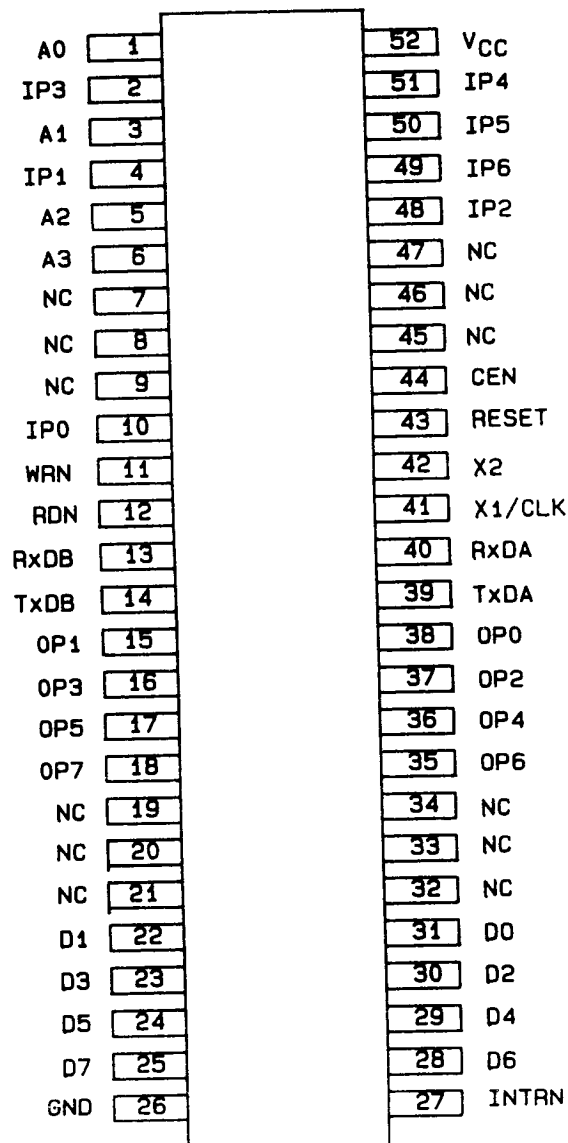 A0 1 52 VCC
IP3 2 51 IP4
A1 3 50 IP5
IP1 4 49 IP6
A2 5 48 IP2
A3 6 47 NC
NC 7 46 NC
NC 8 45 NC
NC 9 44 CEN
IP0 10 43 RESET
WRN 11 42 X2
RDN 12 41 X1/CLK
RxDB 13 40 RxDA
TxDB 14 39 TxDA
OP1 15 38 OP0
OP3 16 37 OP2
OP5 17 36 OP4
OP7 18 35 OP6
NC 19 34 NC
NC 20 33 NC
NC 21 32 NC
D1 22 31 D0
D3 23 30 D2
D5 24 29 D4
D7 25 28 D6
GND 26 27 INTRN